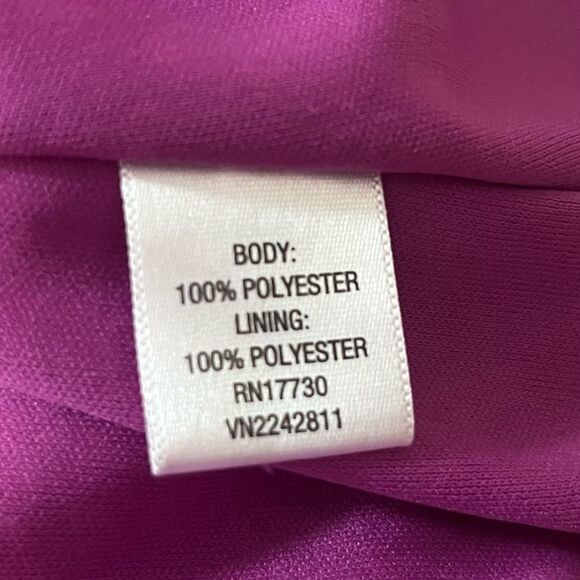 BODY:
100% POLYESTER
LINING:
100% POLYESTER
RN17730
VN2242811